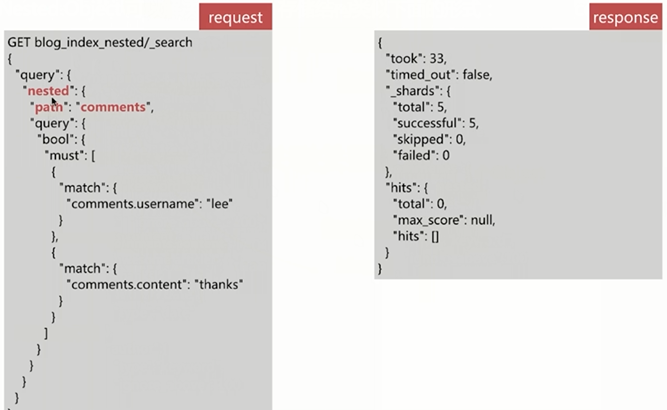 request
GET blog_index_nested/_search
{
"query": {
"nested": {
"path": "comments",
"query": {
"bool": {
"must": [
{
"match": {
"comments.username": "lee"
}
},
{
"match": {
"comments.content": "thanks"
}
}
]
}
}
}
}
response
{
"took": 33,
"timed_out": false,
"_shards": {
"total": 5,
"successful": 5,
"skipped": 0,
"failed": 0
},
"hits": {
"total": 0,
"max_score": null,
"hits": []
}
}